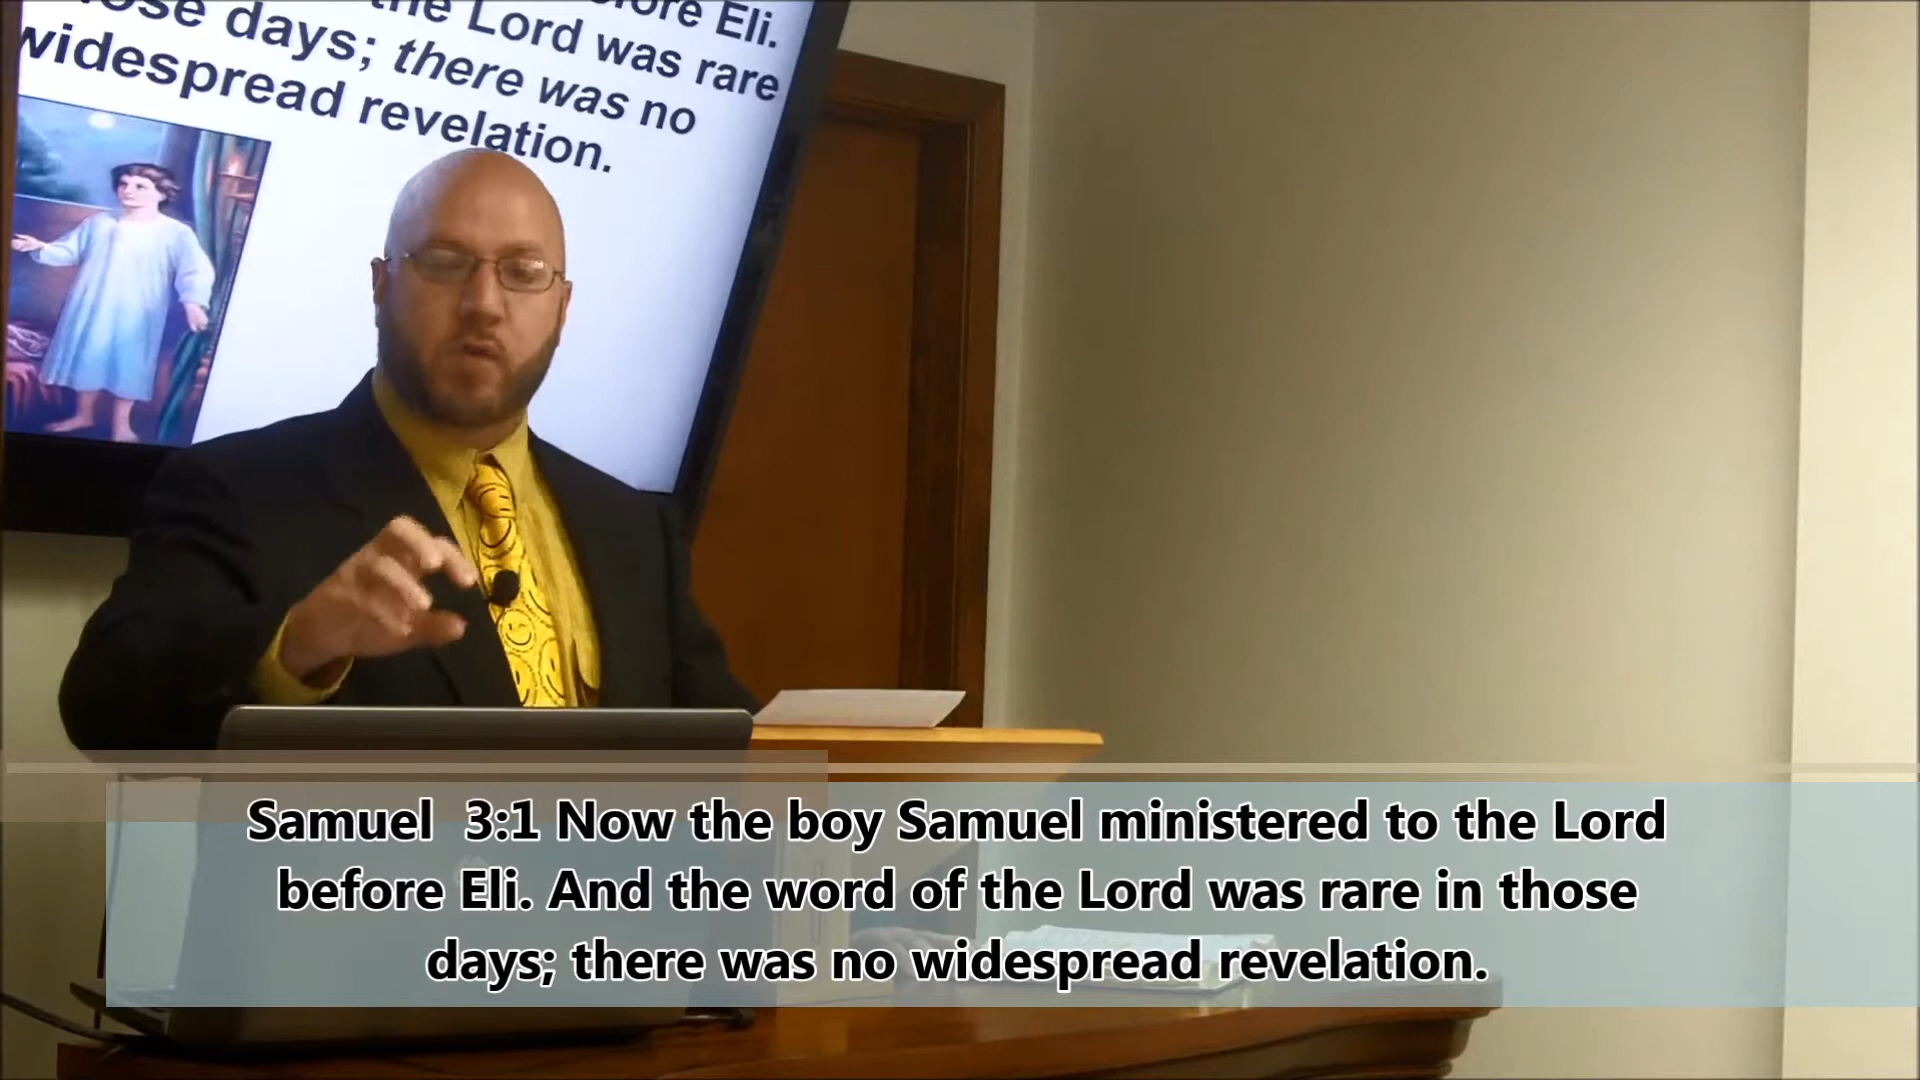 fore Eli.
ose days; the Lord was rare
widespread there was no
revelation.
Samuel 3:1 Now the boy Samuel ministered to the Lord
before Eli. And the word of the Lord was rare in those
days; there was no widespread revelation.